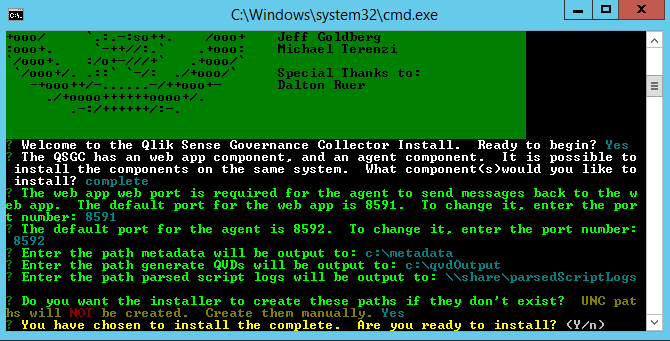 C:\Windows\system32\cmd.exe
+ooo/ `.:.-:so++. /ooo+ Jeff Goldberg
:ooo+. `-++//:.` .+ooo: Michael Terenzi
`/ooo+. :/o+-///+` .+ooo/`
`/ooo+/. .::` `-/: ./+ooo/` Special Thanks to:
-+ooo++/-......-/++ooo+- Dalton Ruer
./+oooo++++++oooo+/.
.-:/++++++/:-.
? Welcome to the Qlik Sense Governance Collector Install. Ready to begin? Yes
? The QSGC has an web app component, and an agent component. It is possible to
install the components on the same system. What component(s)would you like to
install? complete
? The web app web port is required for the agent to send messages back to the w
eb app. The default port for the web app is 8591. To change it, enter the por
t number: 8591
? The default port for the agent is 8592. To change it, enter the port number:
8592
? Enter the path metadata will be output to: c:\metadata
? Enter the path generate QVDs will be output to: c:\qvdOutput
? Enter the path parsed script logs will be output to: \\share\parsedScriptLogs
? Do you want the installer to create these paths if they don't exist? UNC pat
hs will NOT be created. Create them manually. Yes
? You have chosen to install the complete. Are you ready to install? (Y/n)